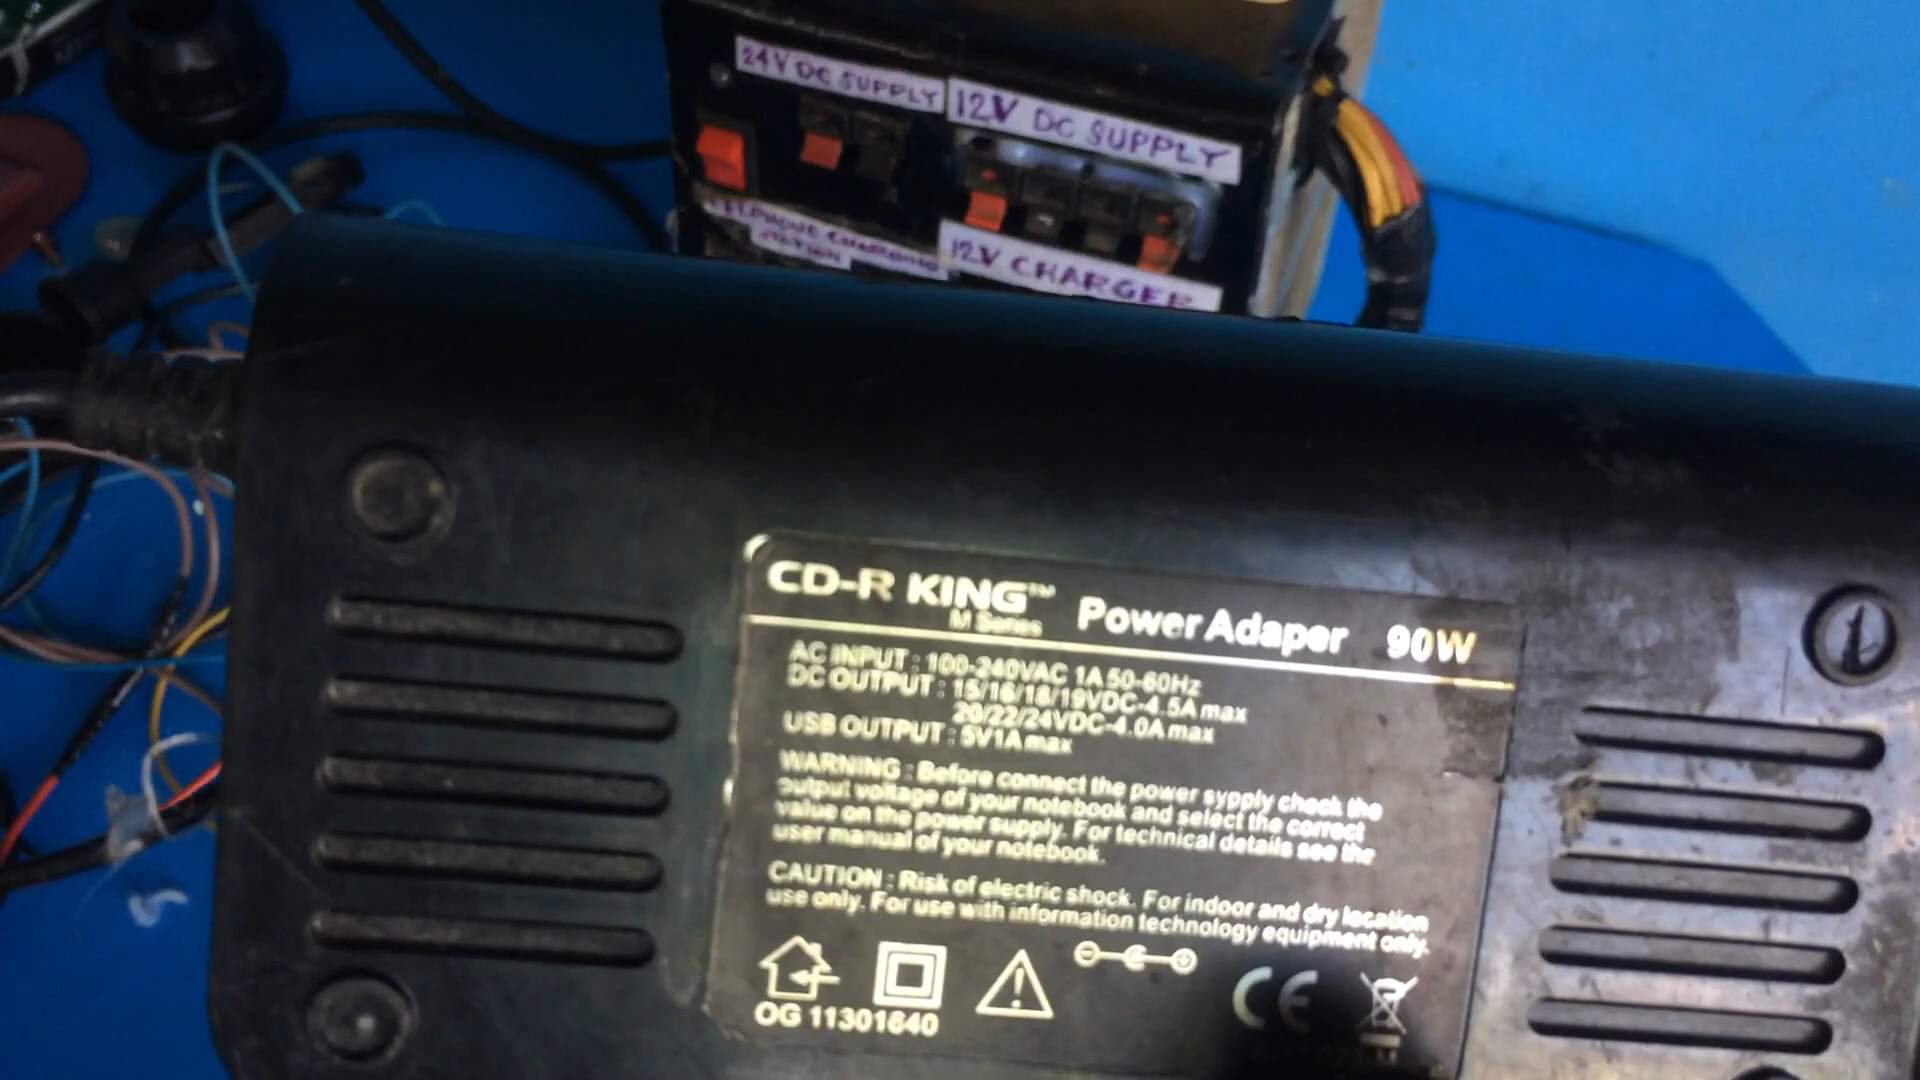 24V DC SUPPLY
12V DC SUPPLY
12V CHARGER
CD-R KING™
M Series
Power Adaper 90W
AC INPUT : 100-240VAC 1A 50-60Hz
DC OUTPUT : 15/16/18/19VDC-4.5A max
20/22/24VDC-4.0A max
USB OUTPUT : 5V1A max
WARNING : Before connect the power sypply check the
output voltage of your notebook and select the correct
value on the power supply. For technical details see the
user manual of your notebook.
CAUTION : Risk of electric shock. For indoor and dry location
use only. For use with information technology equipment only.
CE
OG 11301640